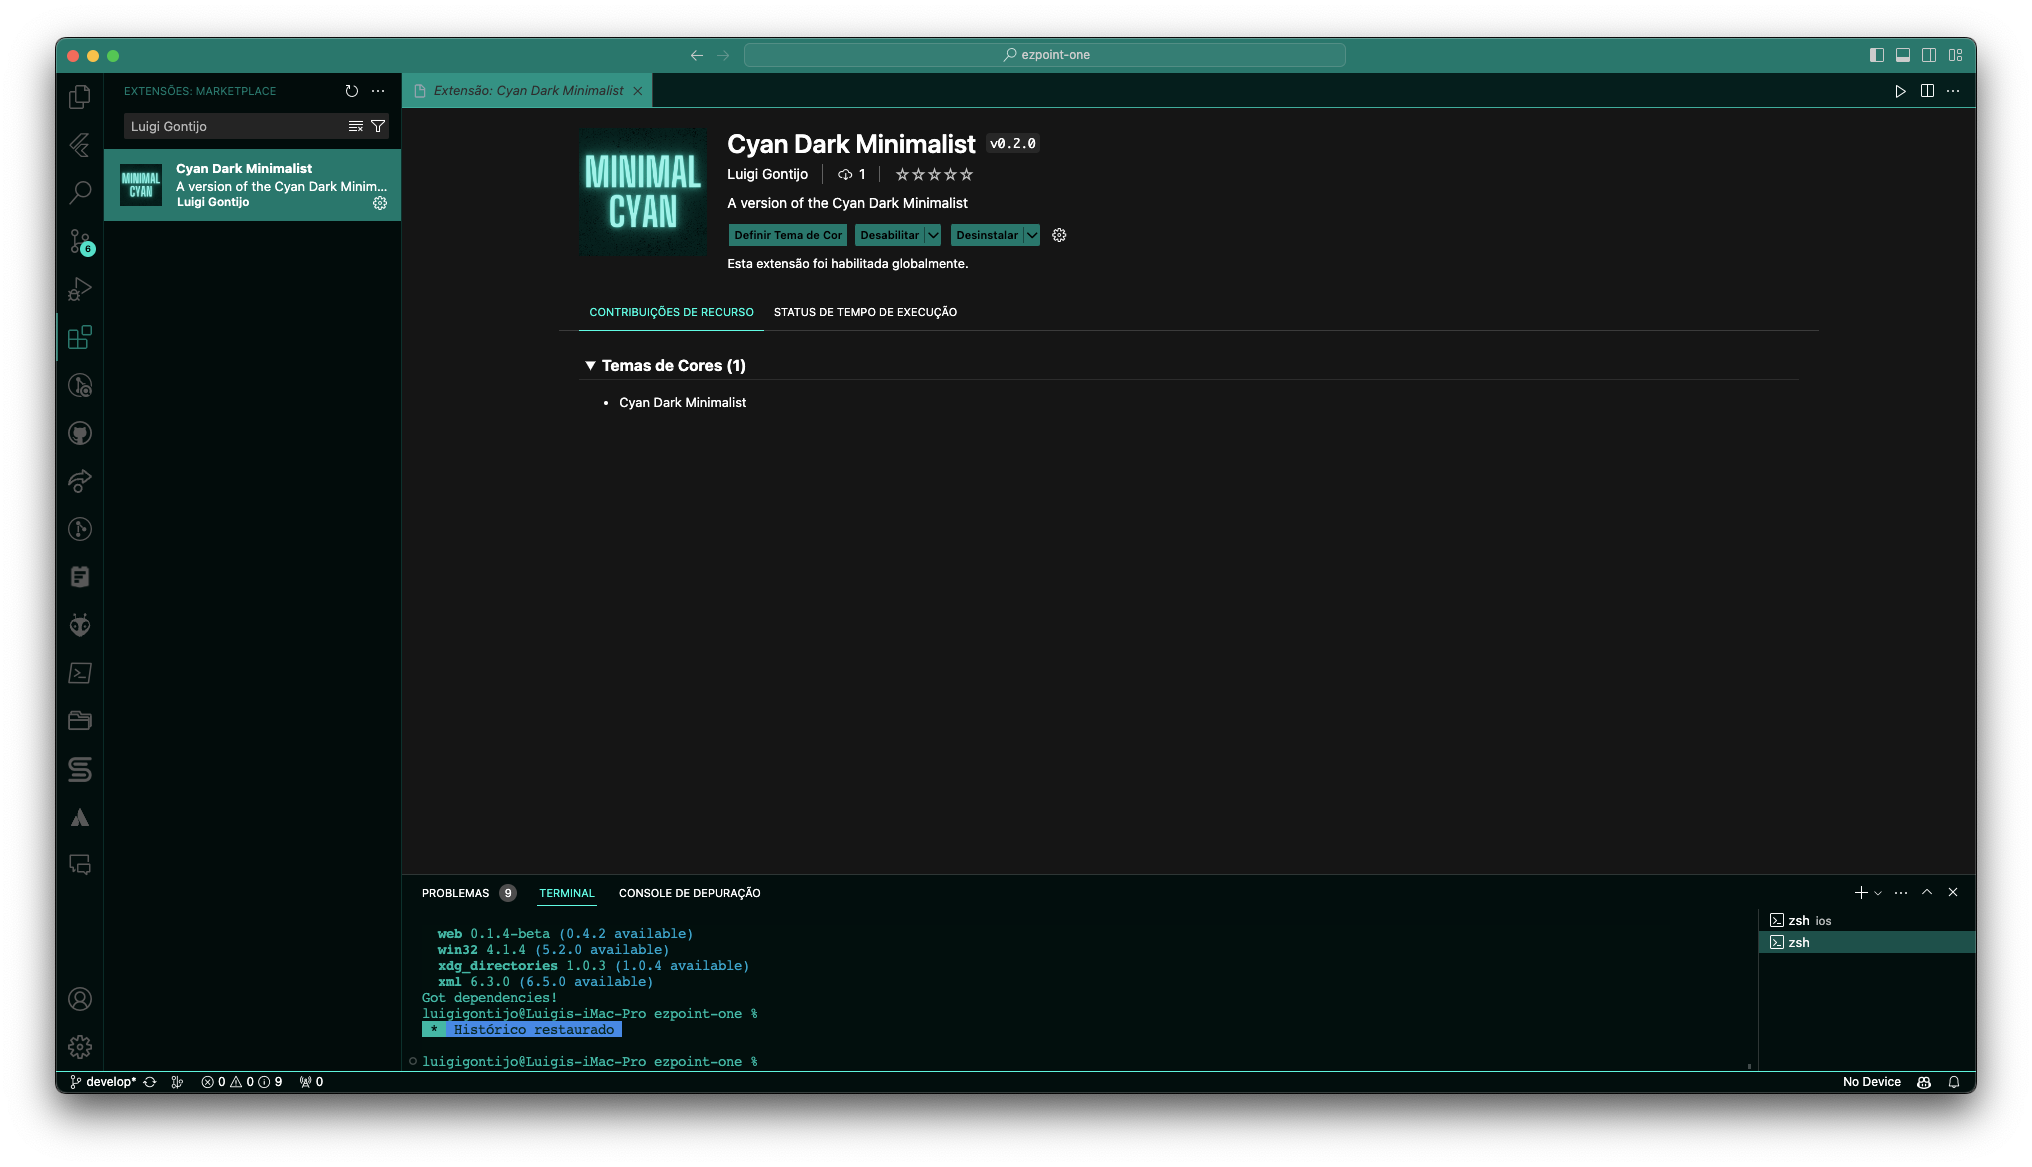 ezpoint-one
EXTENSÕES: MARKETPLACE
Luigi Gontijo
MINIMAL
CYAN
Cyan Dark Minimalist
A version of the Cyan Dark Minim...
Luigi Gontijo
6
Extensão: Cyan Dark Minimalist
MINIMAL
CYAN
Cyan Dark Minimalist v0.2.0
Luigi Gontijo 1
A version of the Cyan Dark Minimalist
Definir Tema de Cor Desabilitar Desinstalar
Esta extensão foi habilitada globalmente.
CONTRIBUIÇÕES DE RECURSO STATUS DE TEMPO DE EXECUÇÃO
Temas de Cores (1)
• Cyan Dark Minimalist
PROBLEMAS 9 TERMINAL CONSOLE DE DEPURAÇÃO
web 0.1.4-beta (0.4.2 available)
win32 4.1.4 (5.2.0 available)
xdg_directories 1.0.3 (1.0.4 available)
xml 6.3.0 (6.5.0 available)
Got dependencies!
luigigontijo@Luigis-iMac-Pro ezpoint-one %
* Histórico restaurado
luigigontijo@Luigis-iMac-Pro ezpoint-one %
zsh ios
zsh
develop* 0 0 9 0
No Device